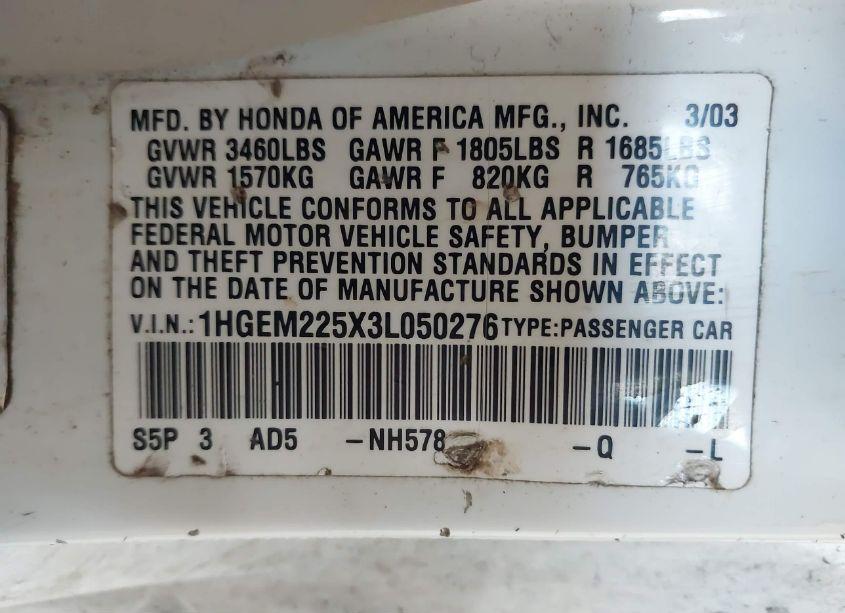 MFD. BY HONDA OF AMERICA MFG., INC. 3/03
GVWR 3460LBS GAWR F 1805LBS R 1685LBS
GVWR 1570KG GAWR F 820KG R 765KG
THIS VEHICLE CONFORMS TO ALL APPLICABLE
FEDERAL MOTOR VEHICLE SAFETY, BUMPER
AND THEFT PREVENTION STANDARDS IN EFFECT
ON THE DATE OF MANUFACTURE SHOWN ABOVE:
V.I.N.: 1HGEM225X3L050276 TYPE:PASSENGER CAR
S5P 3 AD5 -NH578 -Q -L